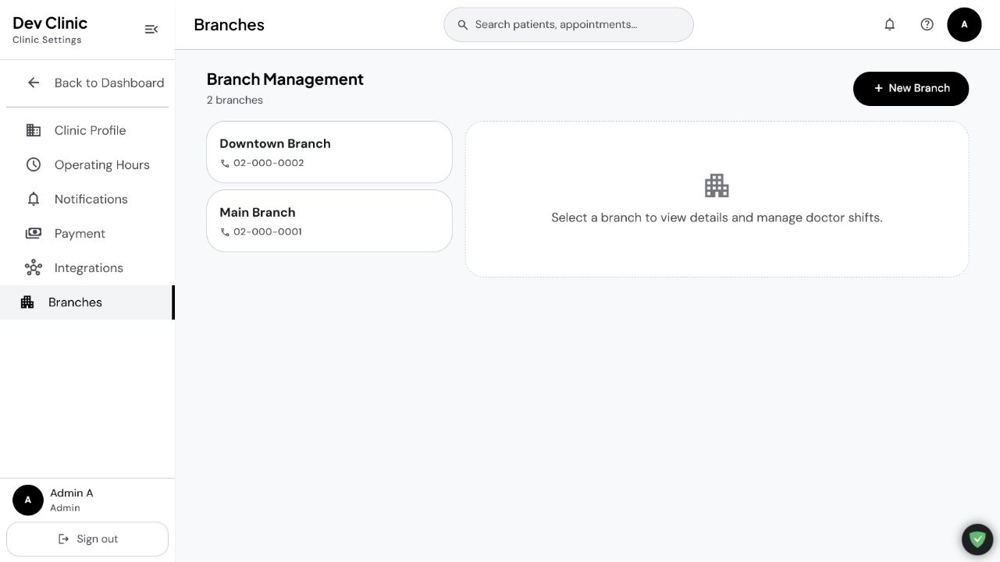 Dev Clinic
Clinic Settings
Back to Dashboard
Clinic Profile
Operating Hours
Notifications
Payment
Integrations
Branches
Admin A
A
Admin
Sign out
Branches
Search patients, appointments...
A
Branch Management
2 branches
+ New Branch
Downtown Branch
02-000-0002
Main Branch
02-000-0001
Select a branch to view details and manage doctor shifts.